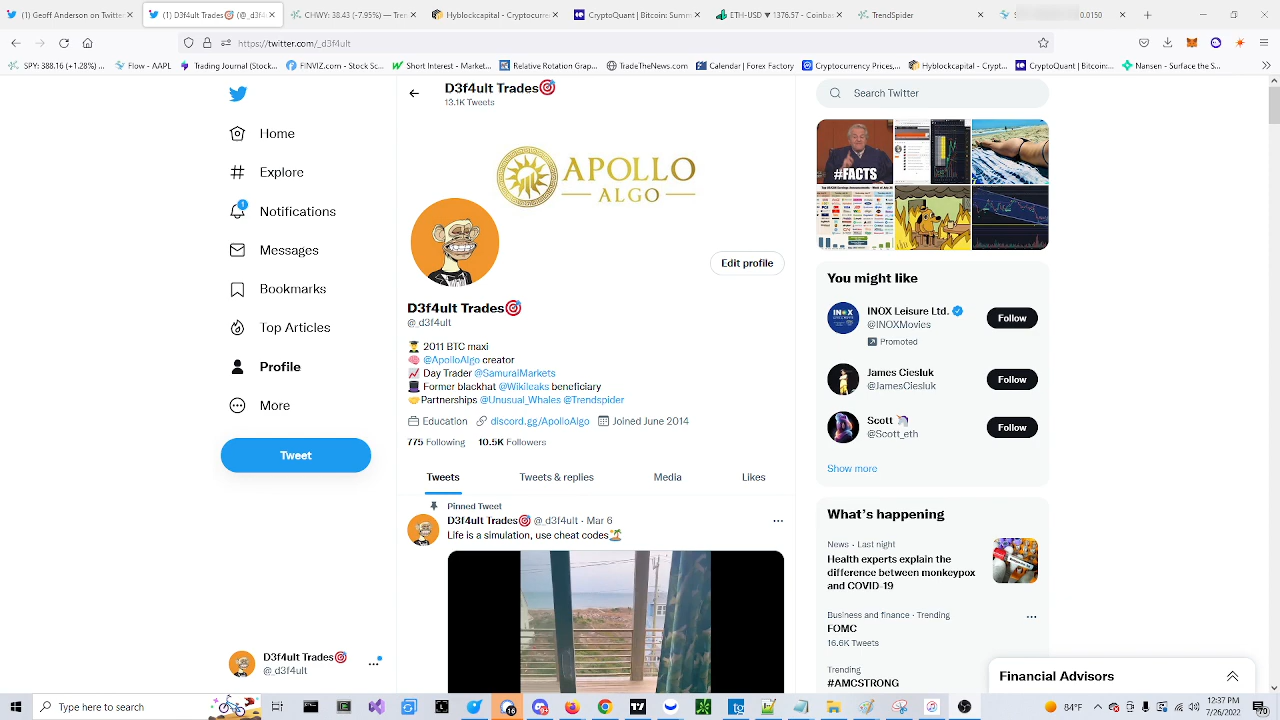 (1) Geoff Anderson on Twitter
(1) D3f4ult Trades🎯 (@_d3f4ult
CHWY: 38.43 (-7.95%) — Tren
Hyblockcapital - Cryptocurrenc
CryptoQuant | Bitcoin Summar
ETH-USD ▼ 1376.57 - Coinbas
TrendSpider
0.0150
https://twitter.com/_d3f4ult
SPY: 388.16 (+1.28%) ...
Flow - AAPL
Trading Journal (Stock...
FINVIZ.com - Stock Sc...
Short Interest - Market...
Relative Rotation Grap...
TradeTheNews.com
Calendar | Forex Factory
Cryptocurrency Prices,...
Hyblockcapital - Crypt...
CryptoQuant | Bitcoin...
Nansen - Surface the S...
Home
Explore
1
Notifications
Messages
Bookmarks
Top Articles
Profile
More
Tweet
D3f4ult Trades🎯
D3f4ult Trades🎯
13.1K Tweets
APOLLO
ALGO
Edit profile
D3f4ult Trades🎯
@_d3f4ult
2011 BTC maxi
@ApolloAlgo creator
Day Trader @SamuraiMarkets
Former blackhat @Wikileaks beneficiary
Partnerships @Unusual_Whales @Trendspider
Education
discord.gg/ApolloAlgo
Joined June 2014
775 Following
10.5K Followers
Tweets
Tweets & replies
Media
Likes
Pinned Tweet
D3f4ult Trades🎯 @_d3f4ult · Mar 6
Life is a simulation, use cheat codes🏝️
Search Twitter
#FACTS
You might like
INOX Leisure Ltd.
@INOXMovies
Promoted
Follow
James Ciesluk
@JamesCiesluk
Follow
Scott
@Scott_eth
Follow
Show more
What's happening
News · Last night
Health experts explain the
difference between monkeypox
and COVID-19
Business and finance · Trending
FOMC
16.6K Tweets
Trending
#AMCSTRONG
Financial Advisors
Type here to search
16
84°F
12:37 PM
7/26/2022